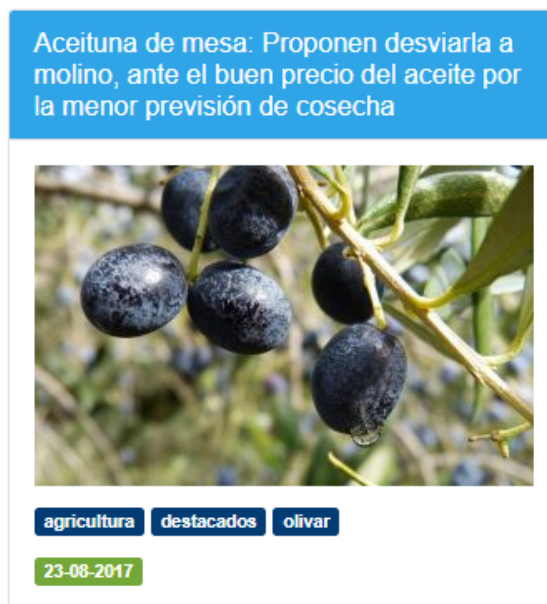 Aceituna de mesa: Proponen desviarla a
molino, ante el buen precio del aceite por
la menor previsión de cosecha
agricultura destacados olivar
23-08-2017